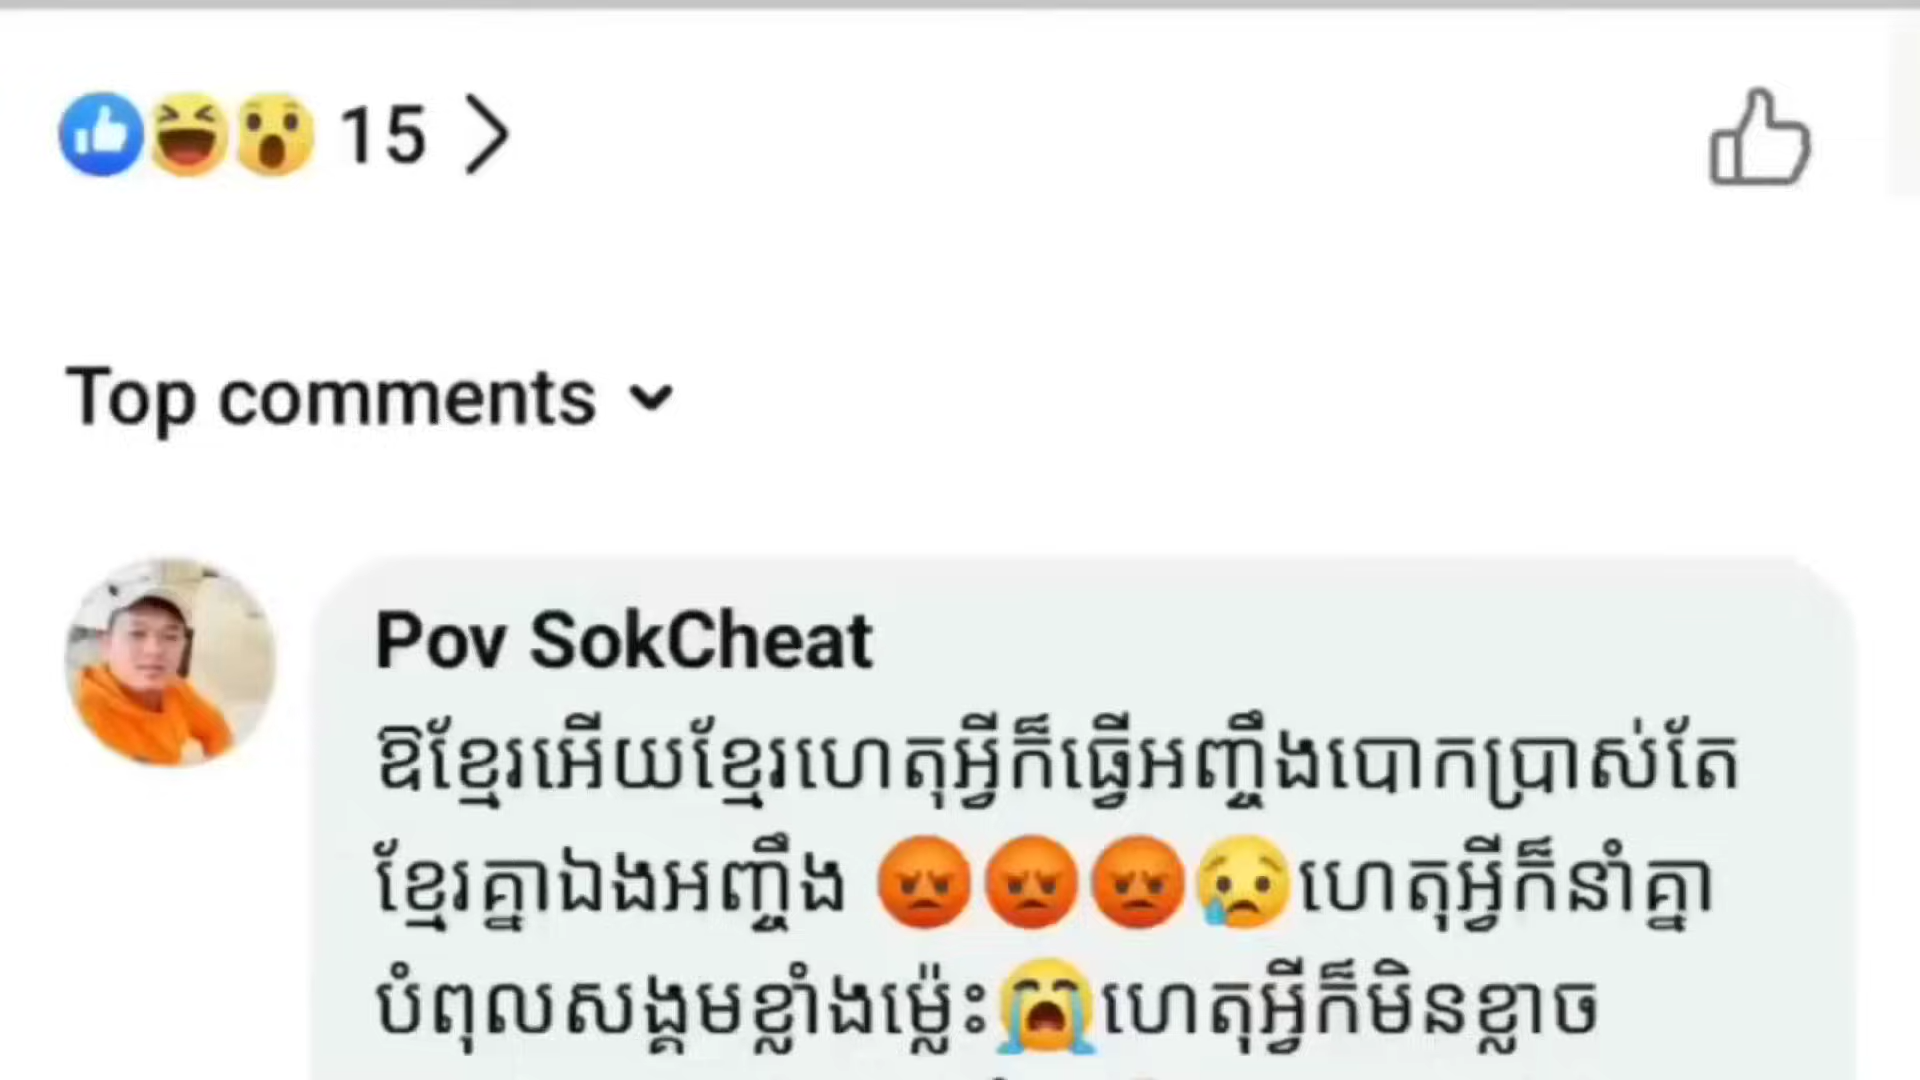 15
Top comments
Pov SokCheat
ឱខ្មែរអើយខ្មែរហេតុអ្វីក៏ធ្វើអញ្ចឹងបោកប្រាស់តែ
ខ្មែរគ្នាឯងអញ្ចឹង 😡😡😡😢ហេតុអ្វីក៏នាំគ្នា
បំពុលសង្គមខ្លាំងម្ល៉េះ😭ហេតុអ្វីក៏មិនខ្លាច